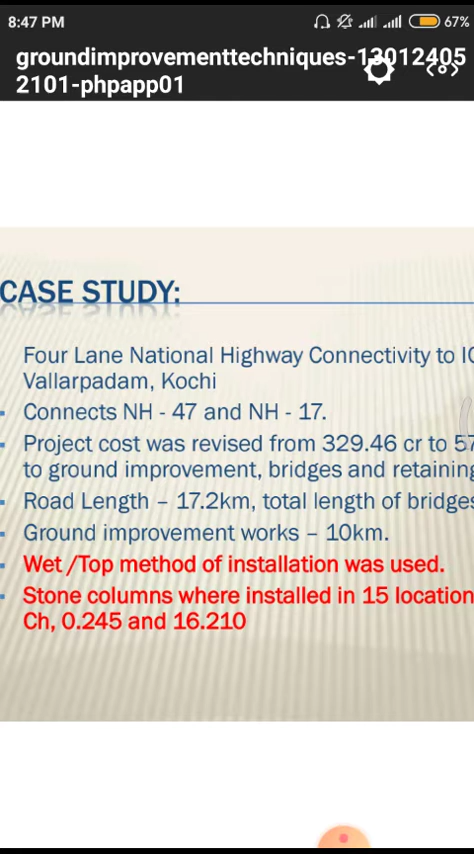 8:47 PM
67%
groundimprovementtechniques-13012405
2101-phpapp01
CASE STUDY:
Four Lane National Highway Connectivity to
Vallarpadam, Kochi
Connects NH - 47 and NH - 17.
Project cost was revised from 329.46 cr to 57
to ground improvement, bridges and retaining
Road Length – 17.2km, total length of bridges
Ground improvement works – 10km.
Wet /Top method of installation was used.
Stone columns where installed in 15 location
Ch, 0.245 and 16.210